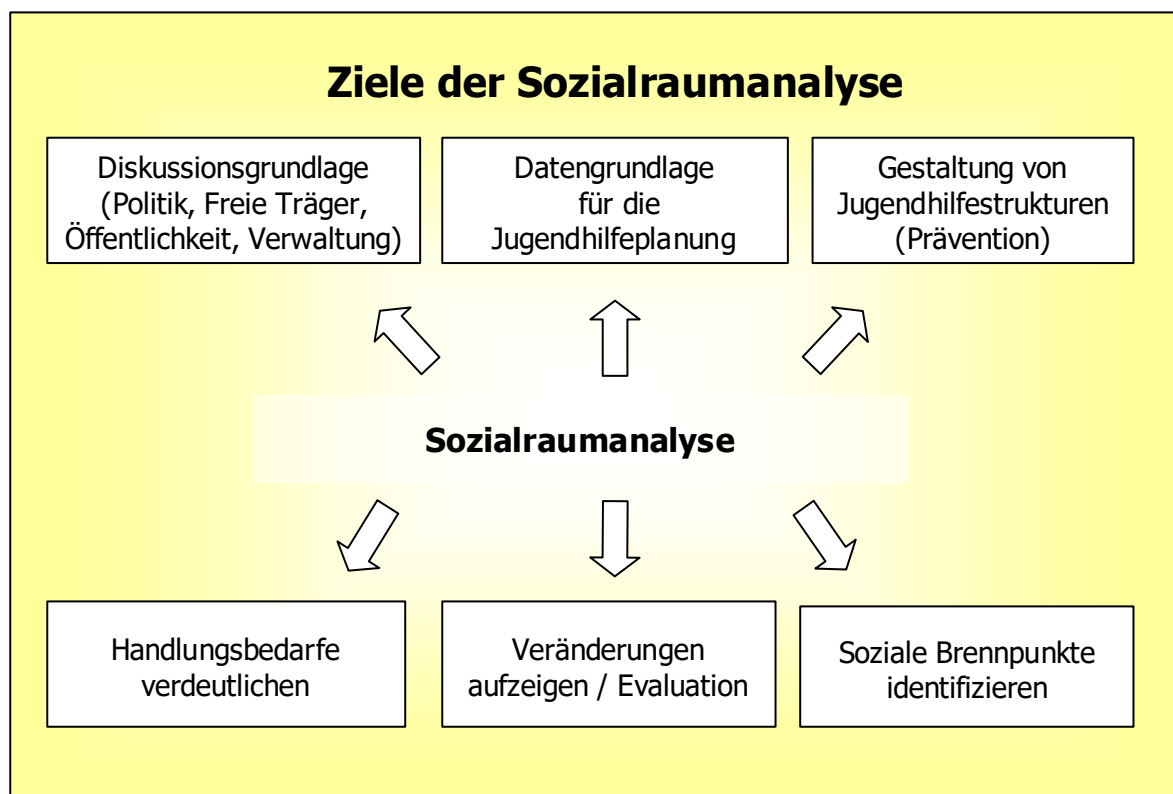 Ziele der Sozialraumanalyse
Diskussionsgrundlage
(Politik, Freie Träger,
Öffentlichkeit, Verwaltung)
Datengrundlage
für die
Jugendhilfeplanung
Gestaltung von
Jugendhilfestrukturen
(Prävention)
Sozialraumanalyse
Handlungsbedarfe
verdeutlichen
Veränderungen
aufzeigen / Evaluation
Soziale Brennpunkte
identifizieren